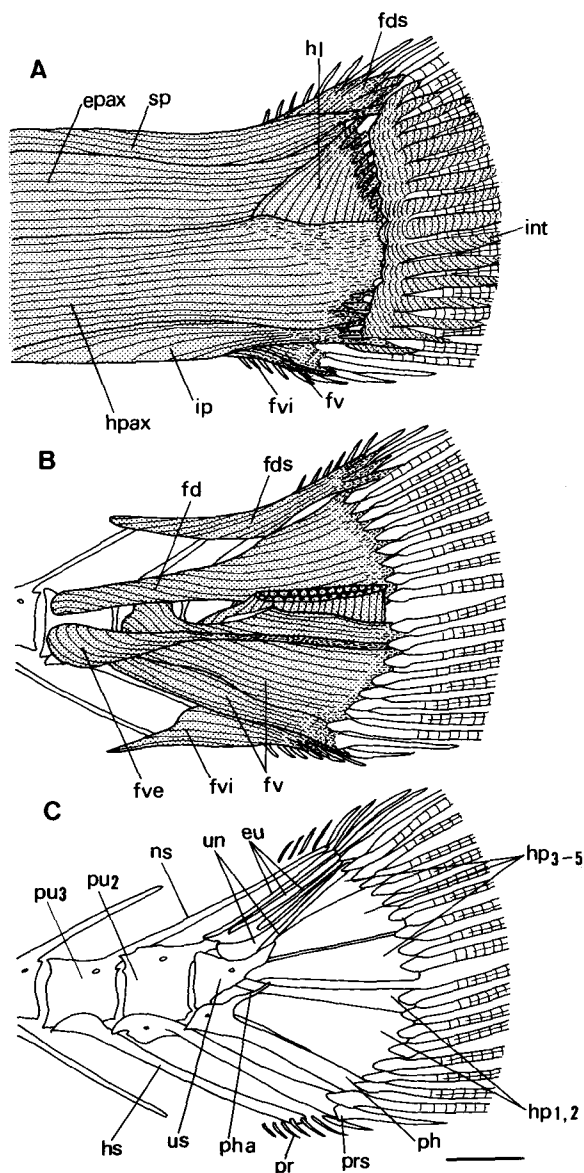 A
fds
hl
epax
sp
int
hpax
ip
fvi
fv
B
fds
fd
fve
fvi
fv
C
eu
un
ns
hp3-5
pu3
pu2
hp1,2
hs
us
pha
ph
pr
prs